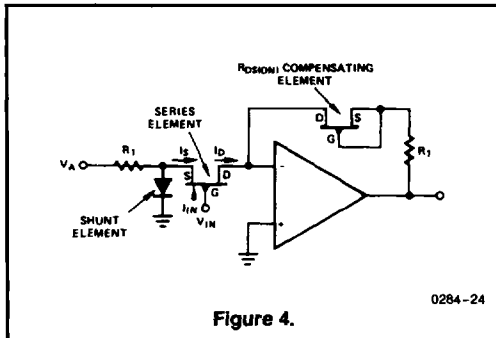 RDS(ON) COMPENSATING
ELEMENT
SERIES
ELEMENT
D
S
G
R1
IS
ID
R1
VA
S
D
G
IIN
VIN
-
+
SHUNT
ELEMENT
0284-24
Figure 4.